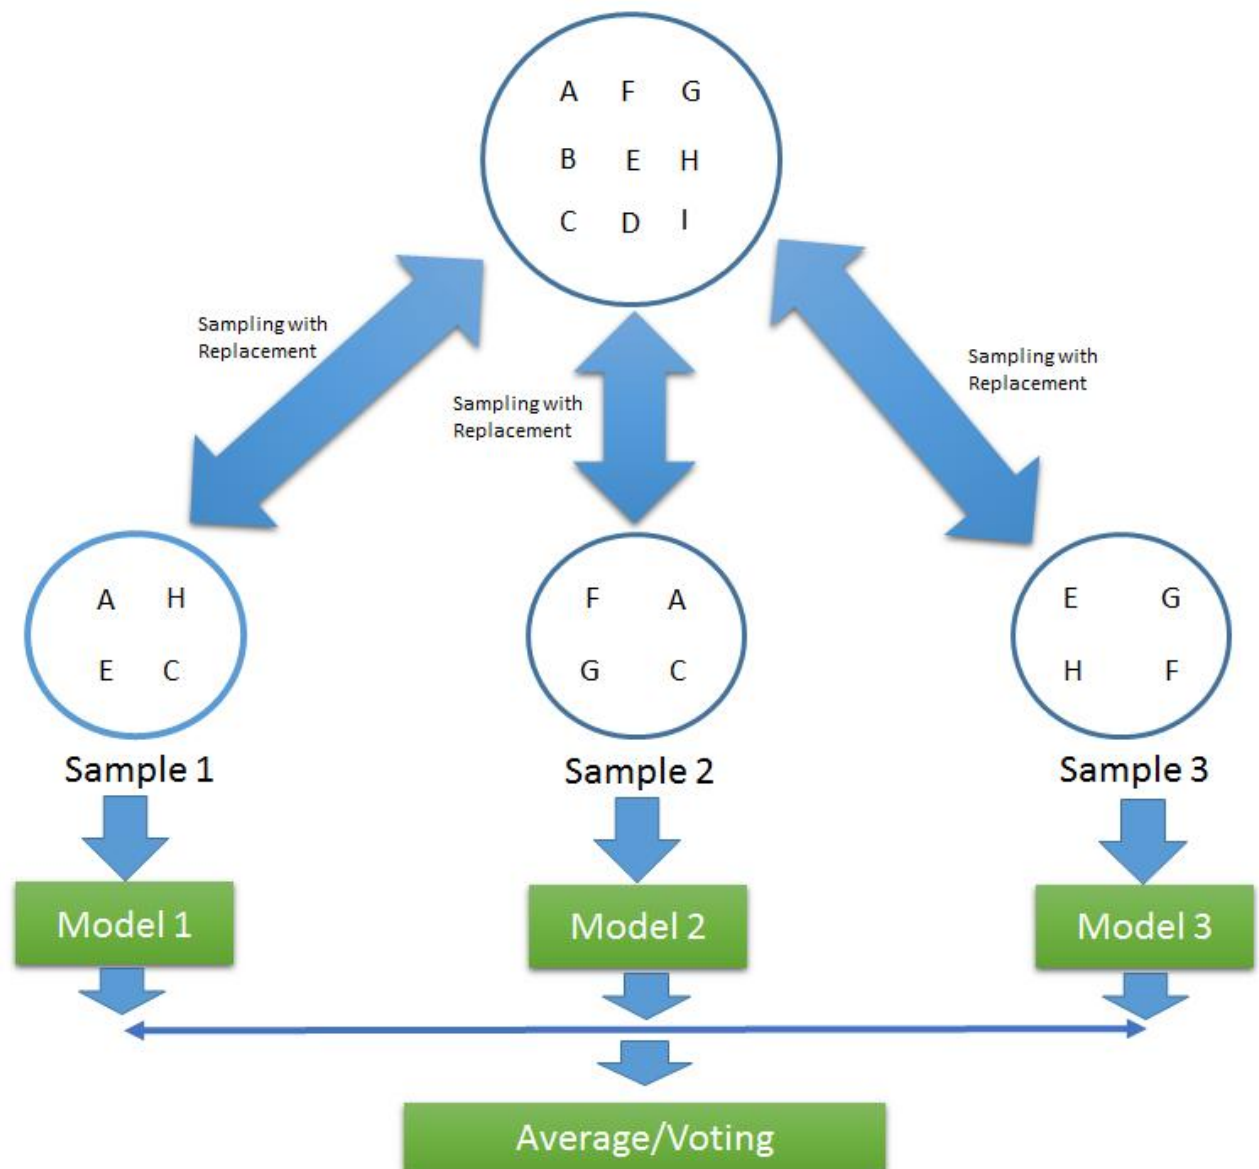 A F G
B E H
C D I
Sampling with
Replacement
Sampling with
Replacement
Sampling with
Replacement
A H
E C
F A
G C
E G
H F
Sample 1
Sample 2
Sample 3
Model 1
Model 2
Model 3
Average/Voting